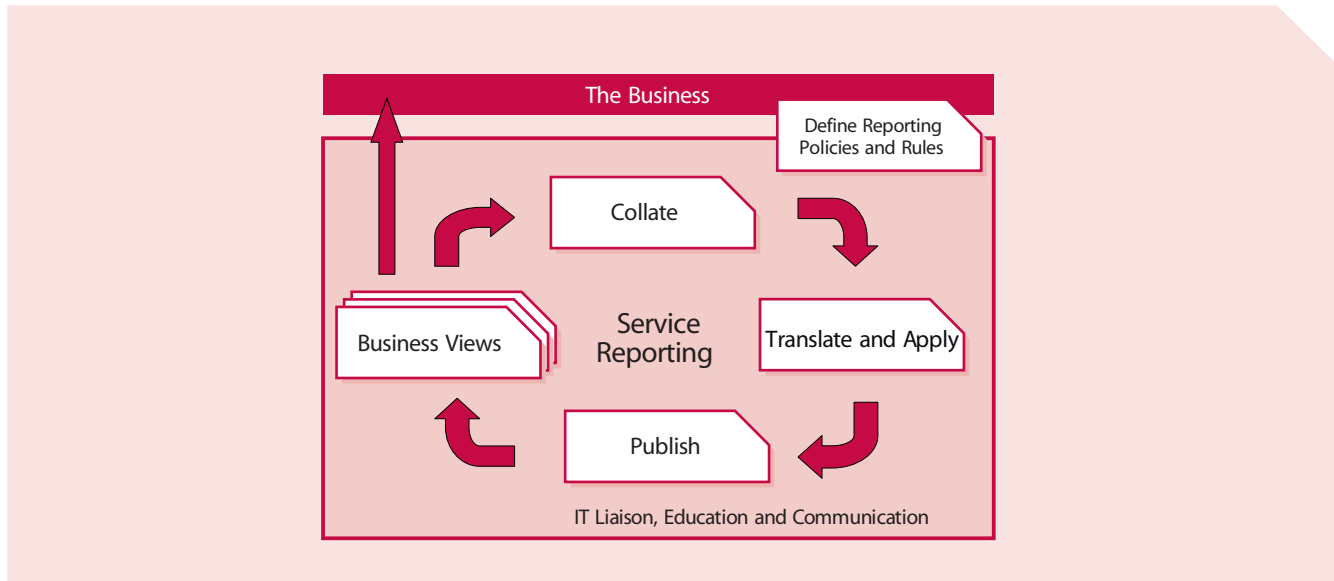 The Business
Define Reporting
Policies and Rules
Collate
Business Views
Service
Reporting
Translate and Apply
Publish
IT Liaison, Education and Communication